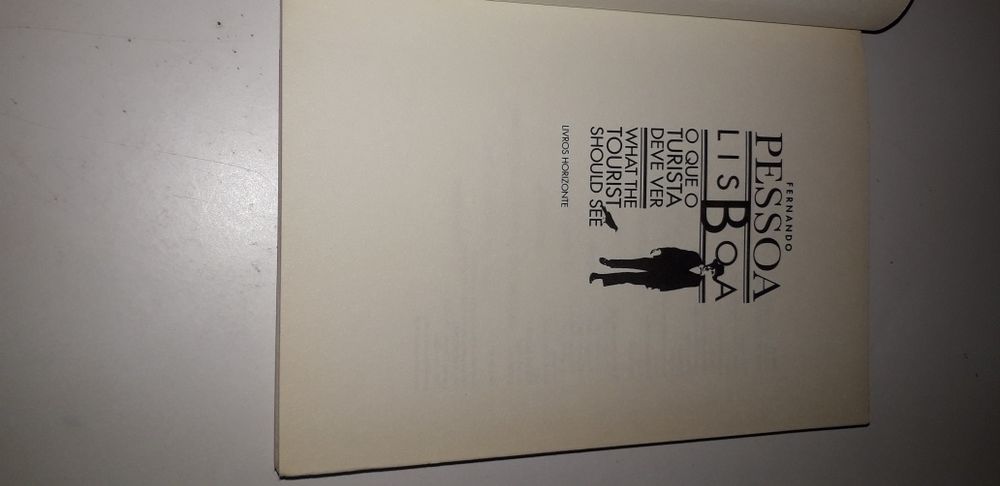 FERNANDO
PESSOA
LISBOA
O QUE O
TURISTA
DEVE VER
WHAT THE
TOURIST
SHOULD SEE
LIVROS HORIZONTE